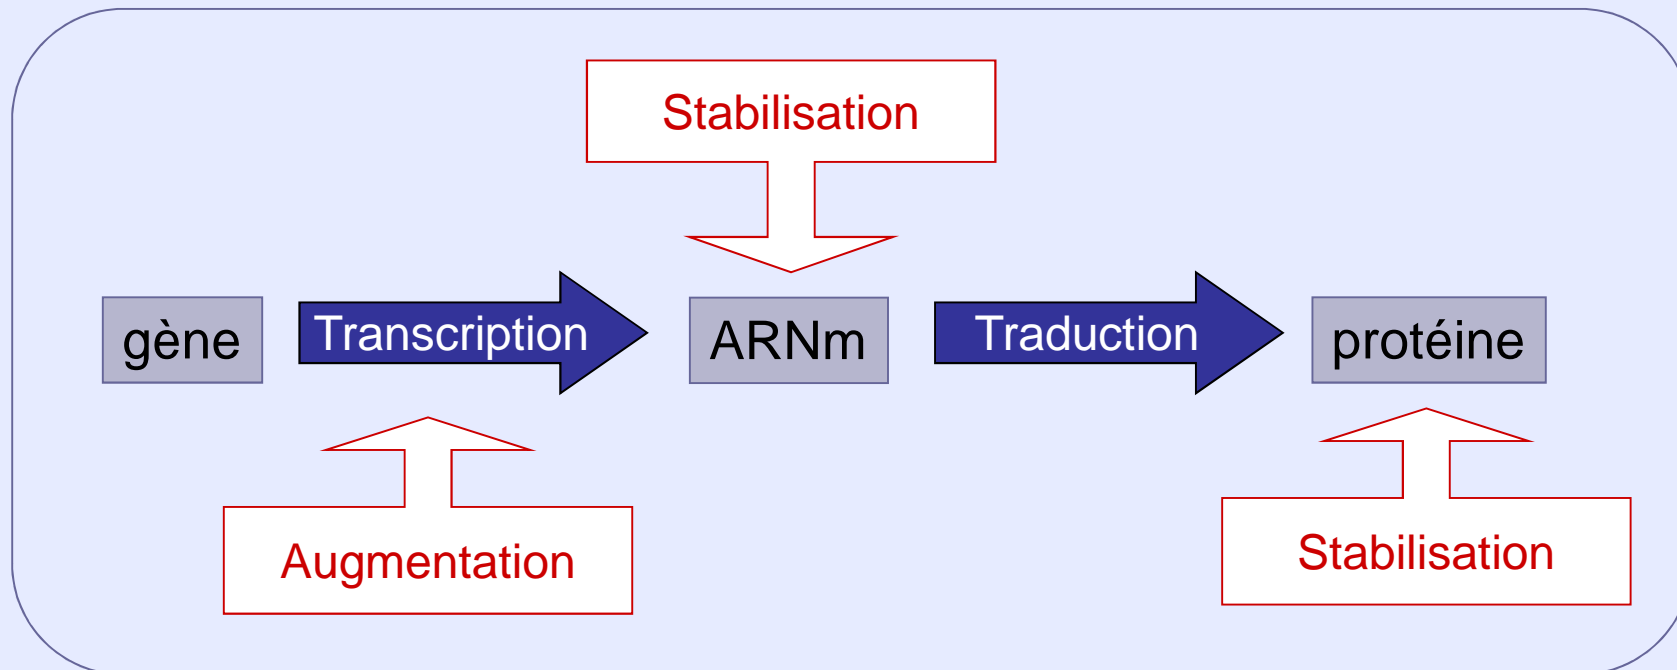 Stabilisation
gène
Transcription
ARNm
Traduction
protéine
Augmentation
Stabilisation